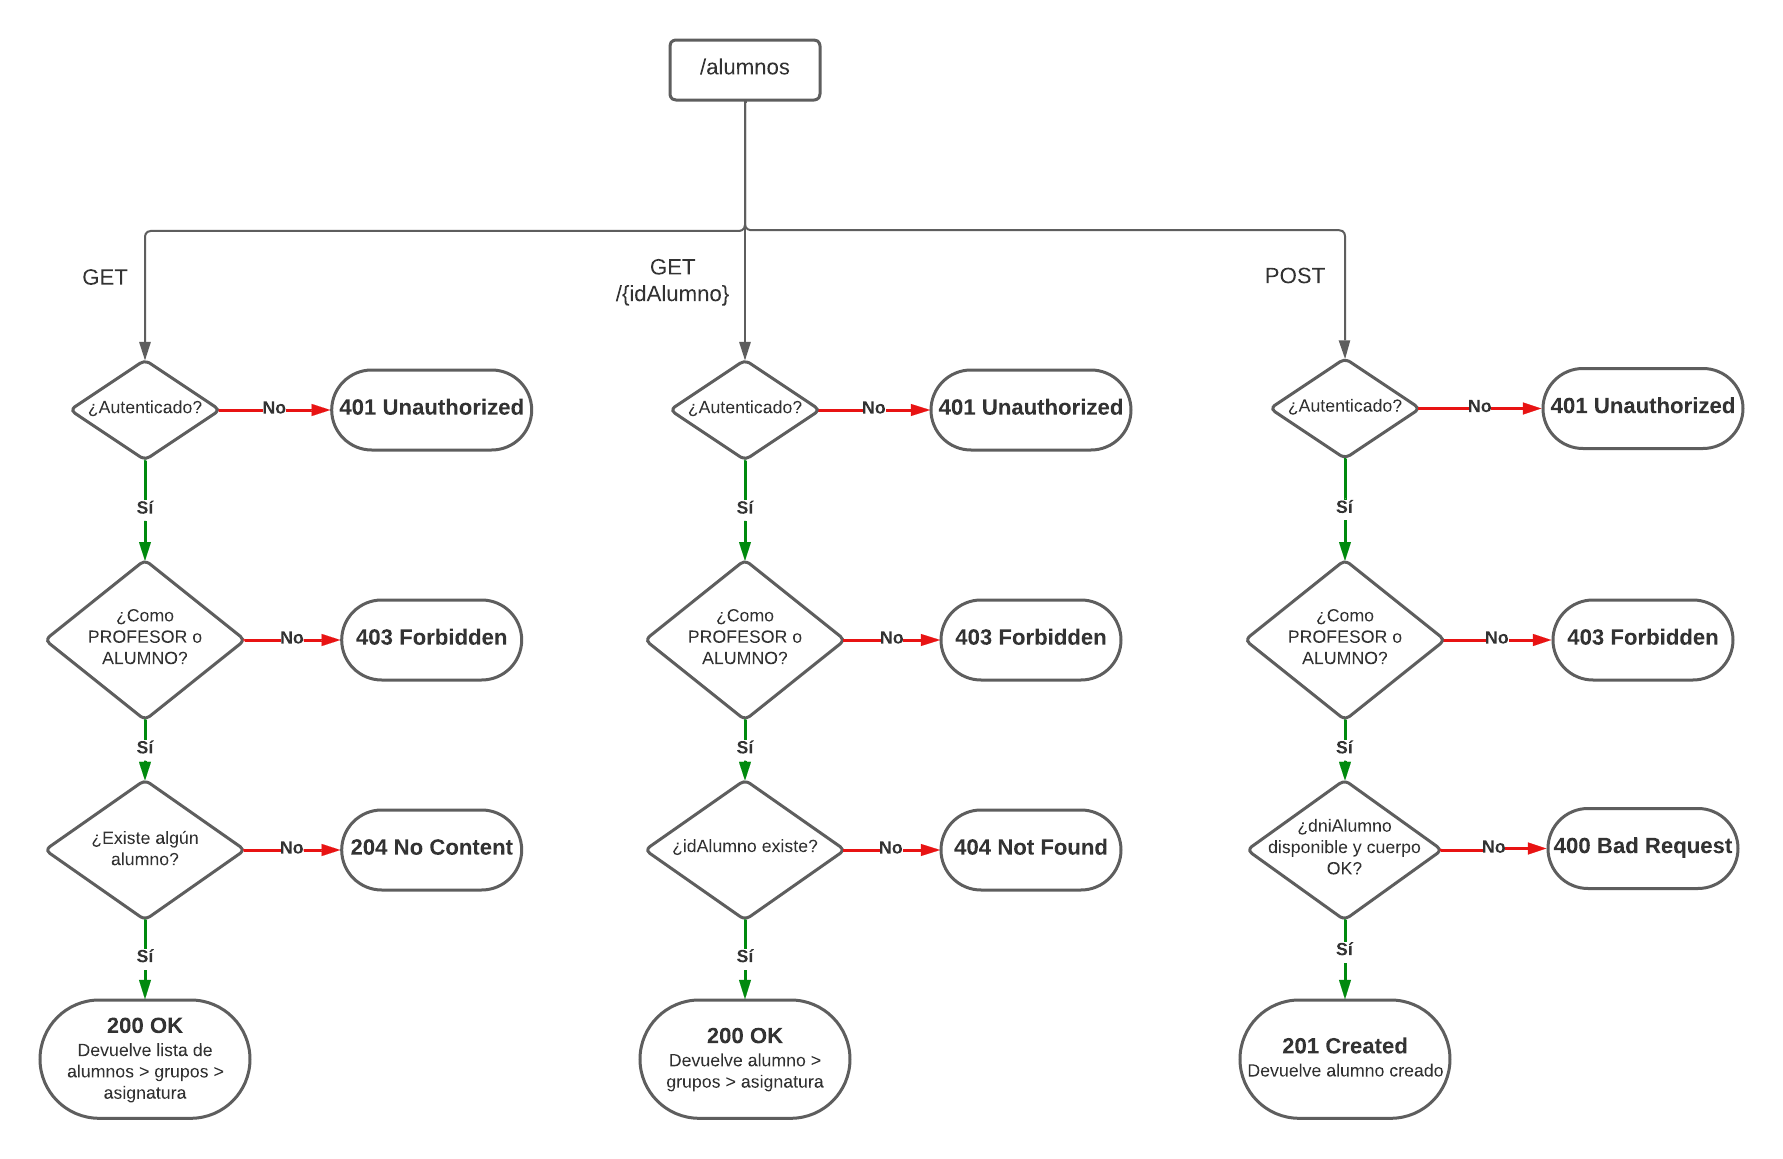 /alumnos
GET
GET
/{idAlumno}
POST
¿Autenticado?
No
401 Unauthorized
¿Autenticado?
No
401 Unauthorized
¿Autenticado?
No
401 Unauthorized
Sí
Sí
Sí
¿Como
PROFESOR o
ALUMNO?
No
403 Forbidden
¿Como
PROFESOR o
ALUMNO?
No
403 Forbidden
¿Como
PROFESOR o
ALUMNO?
No
403 Forbidden
Sí
Sí
Sí
¿Existe algún
alumno?
No
204 No Content
¿idAlumno existe?
No
404 Not Found
¿dniAlumno
disponible y cuerpo
OK?
No
400 Bad Request
Sí
Sí
Sí
200 OK
Devuelve lista de
alumnos > grupos >
asignatura
200 OK
Devuelve alumno >
grupos > asignatura
201 Created
Devuelve alumno creado